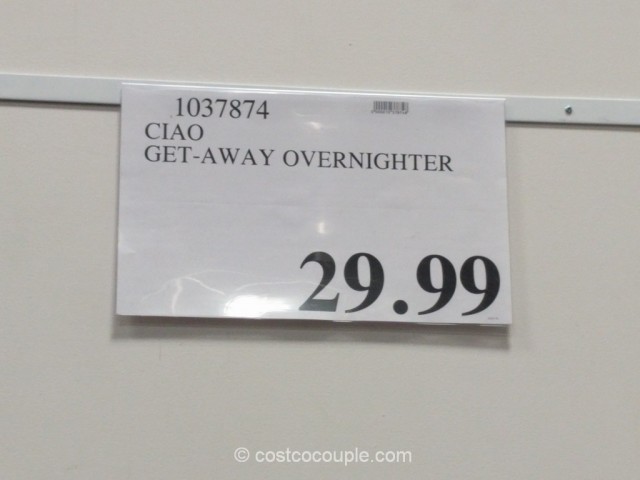 1037874
CIAO
GET-AWAY OVERNIGHTER
29.99
© costcocouple.com